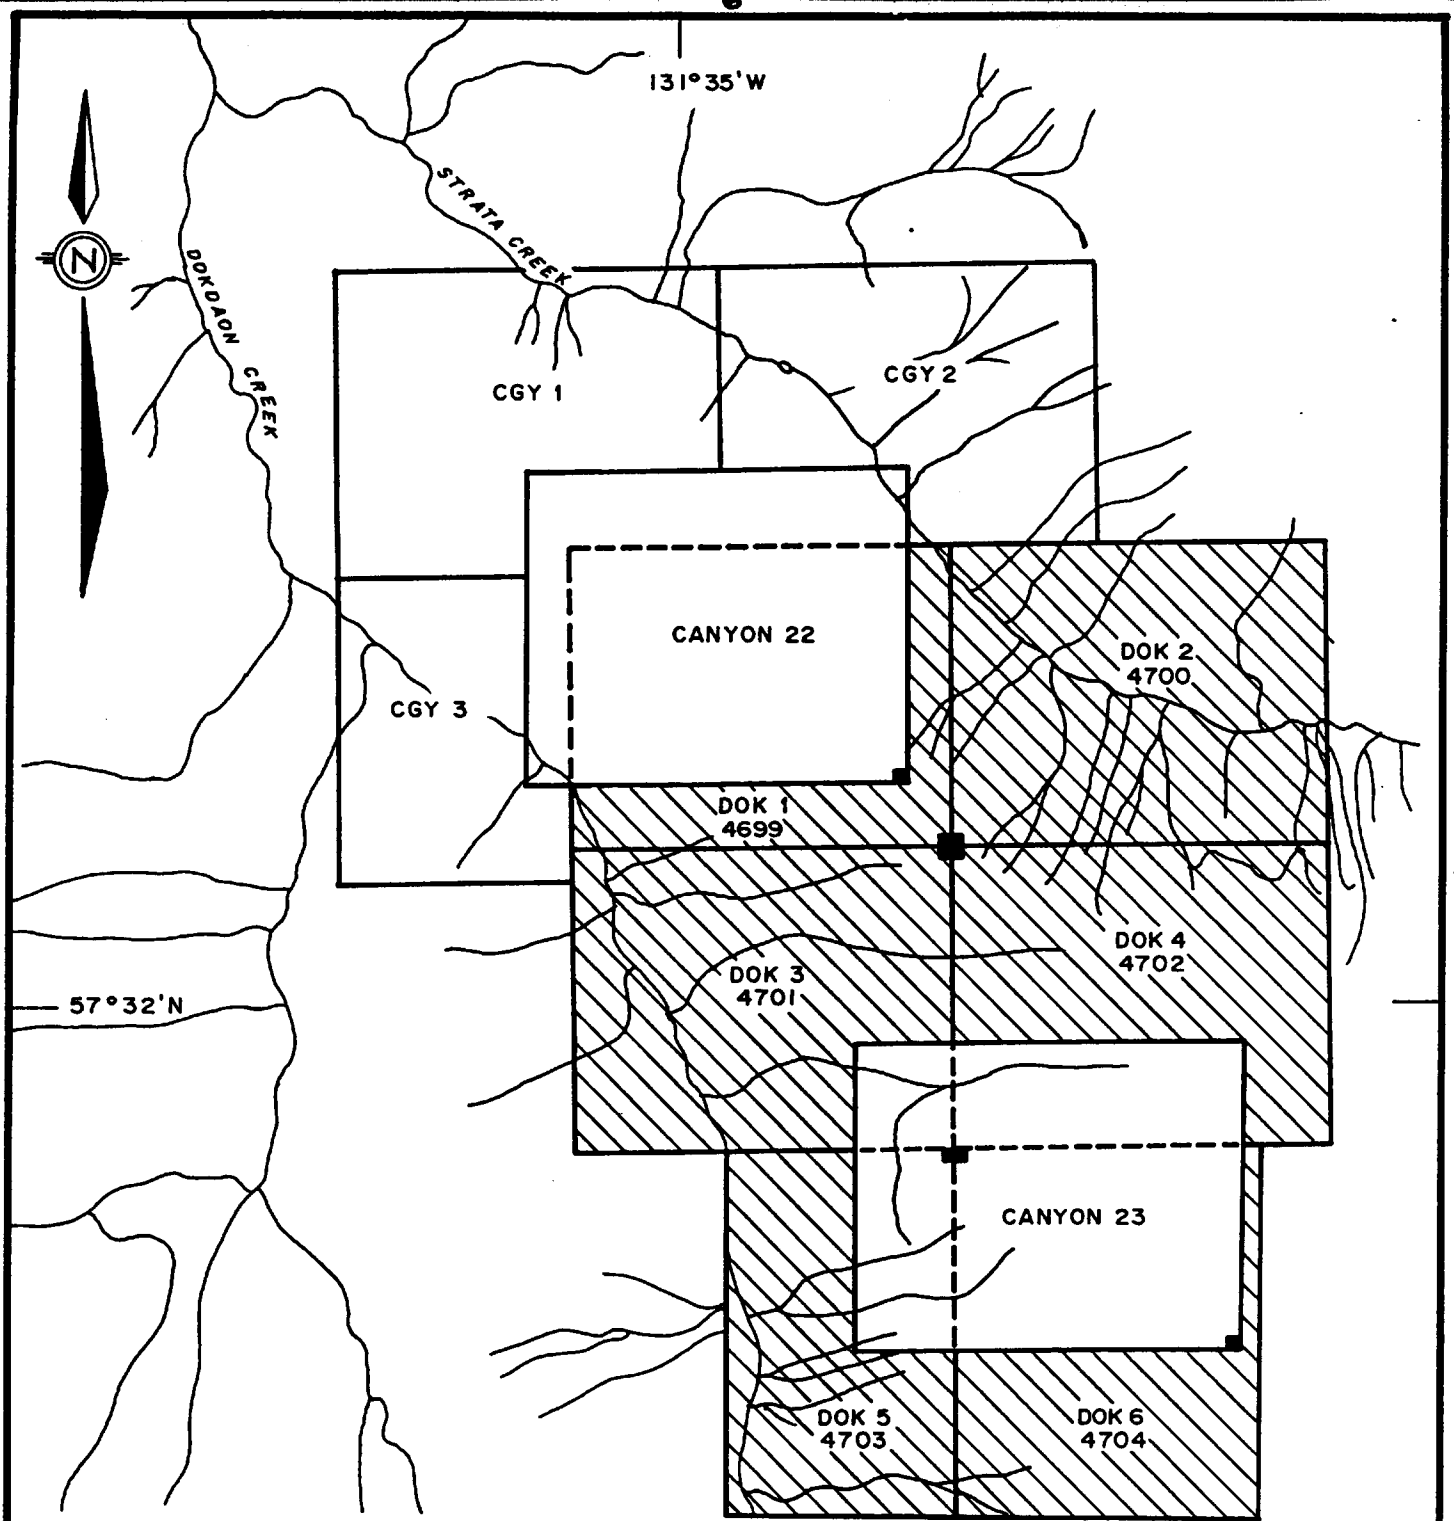 131°35'W
STRATA CREEK
N
DOKDAON CREEK
CGY 1
CGY 2
CANYON 22
DOK 2
4700
CGY 3
DOK 1
4699
DOK 4
4702
DOK 3
4701
57°32'N
CANYON 23
DOK 5
4703
DOK 6
4704